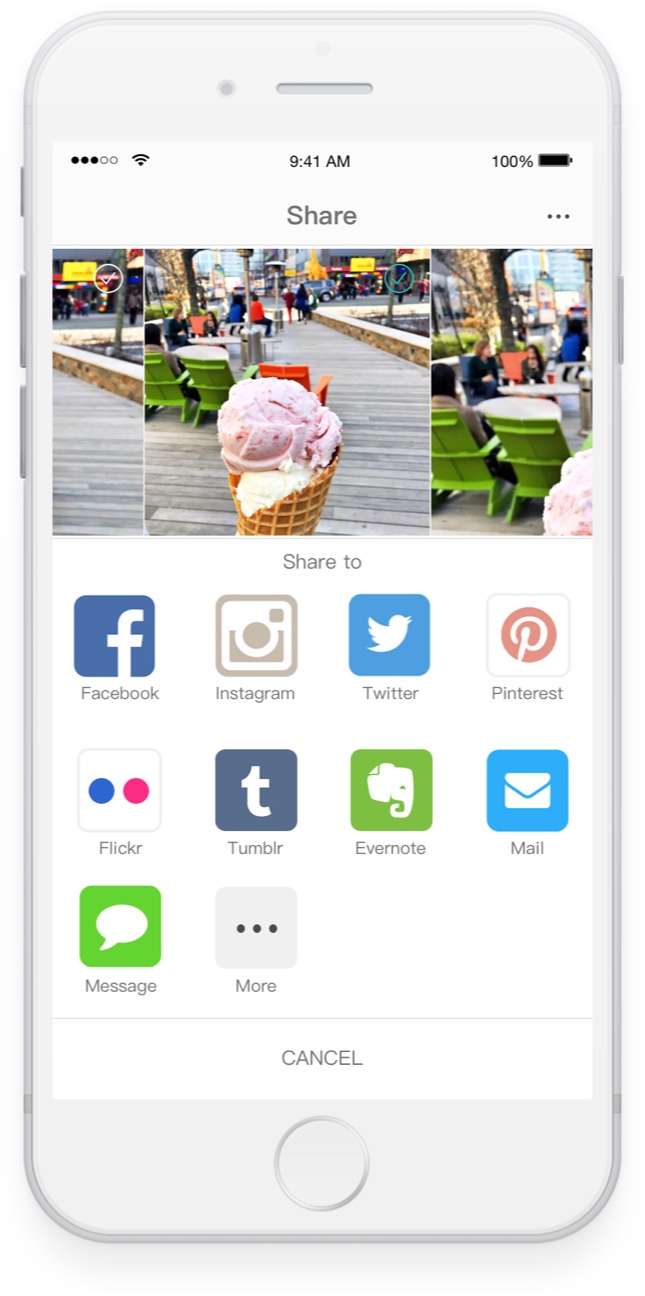 9:41 AM 100%
Share
Share to
Facebook Instagram Twitter Pinterest
Flickr Tumblr Evernote Mail
Message More
CANCEL